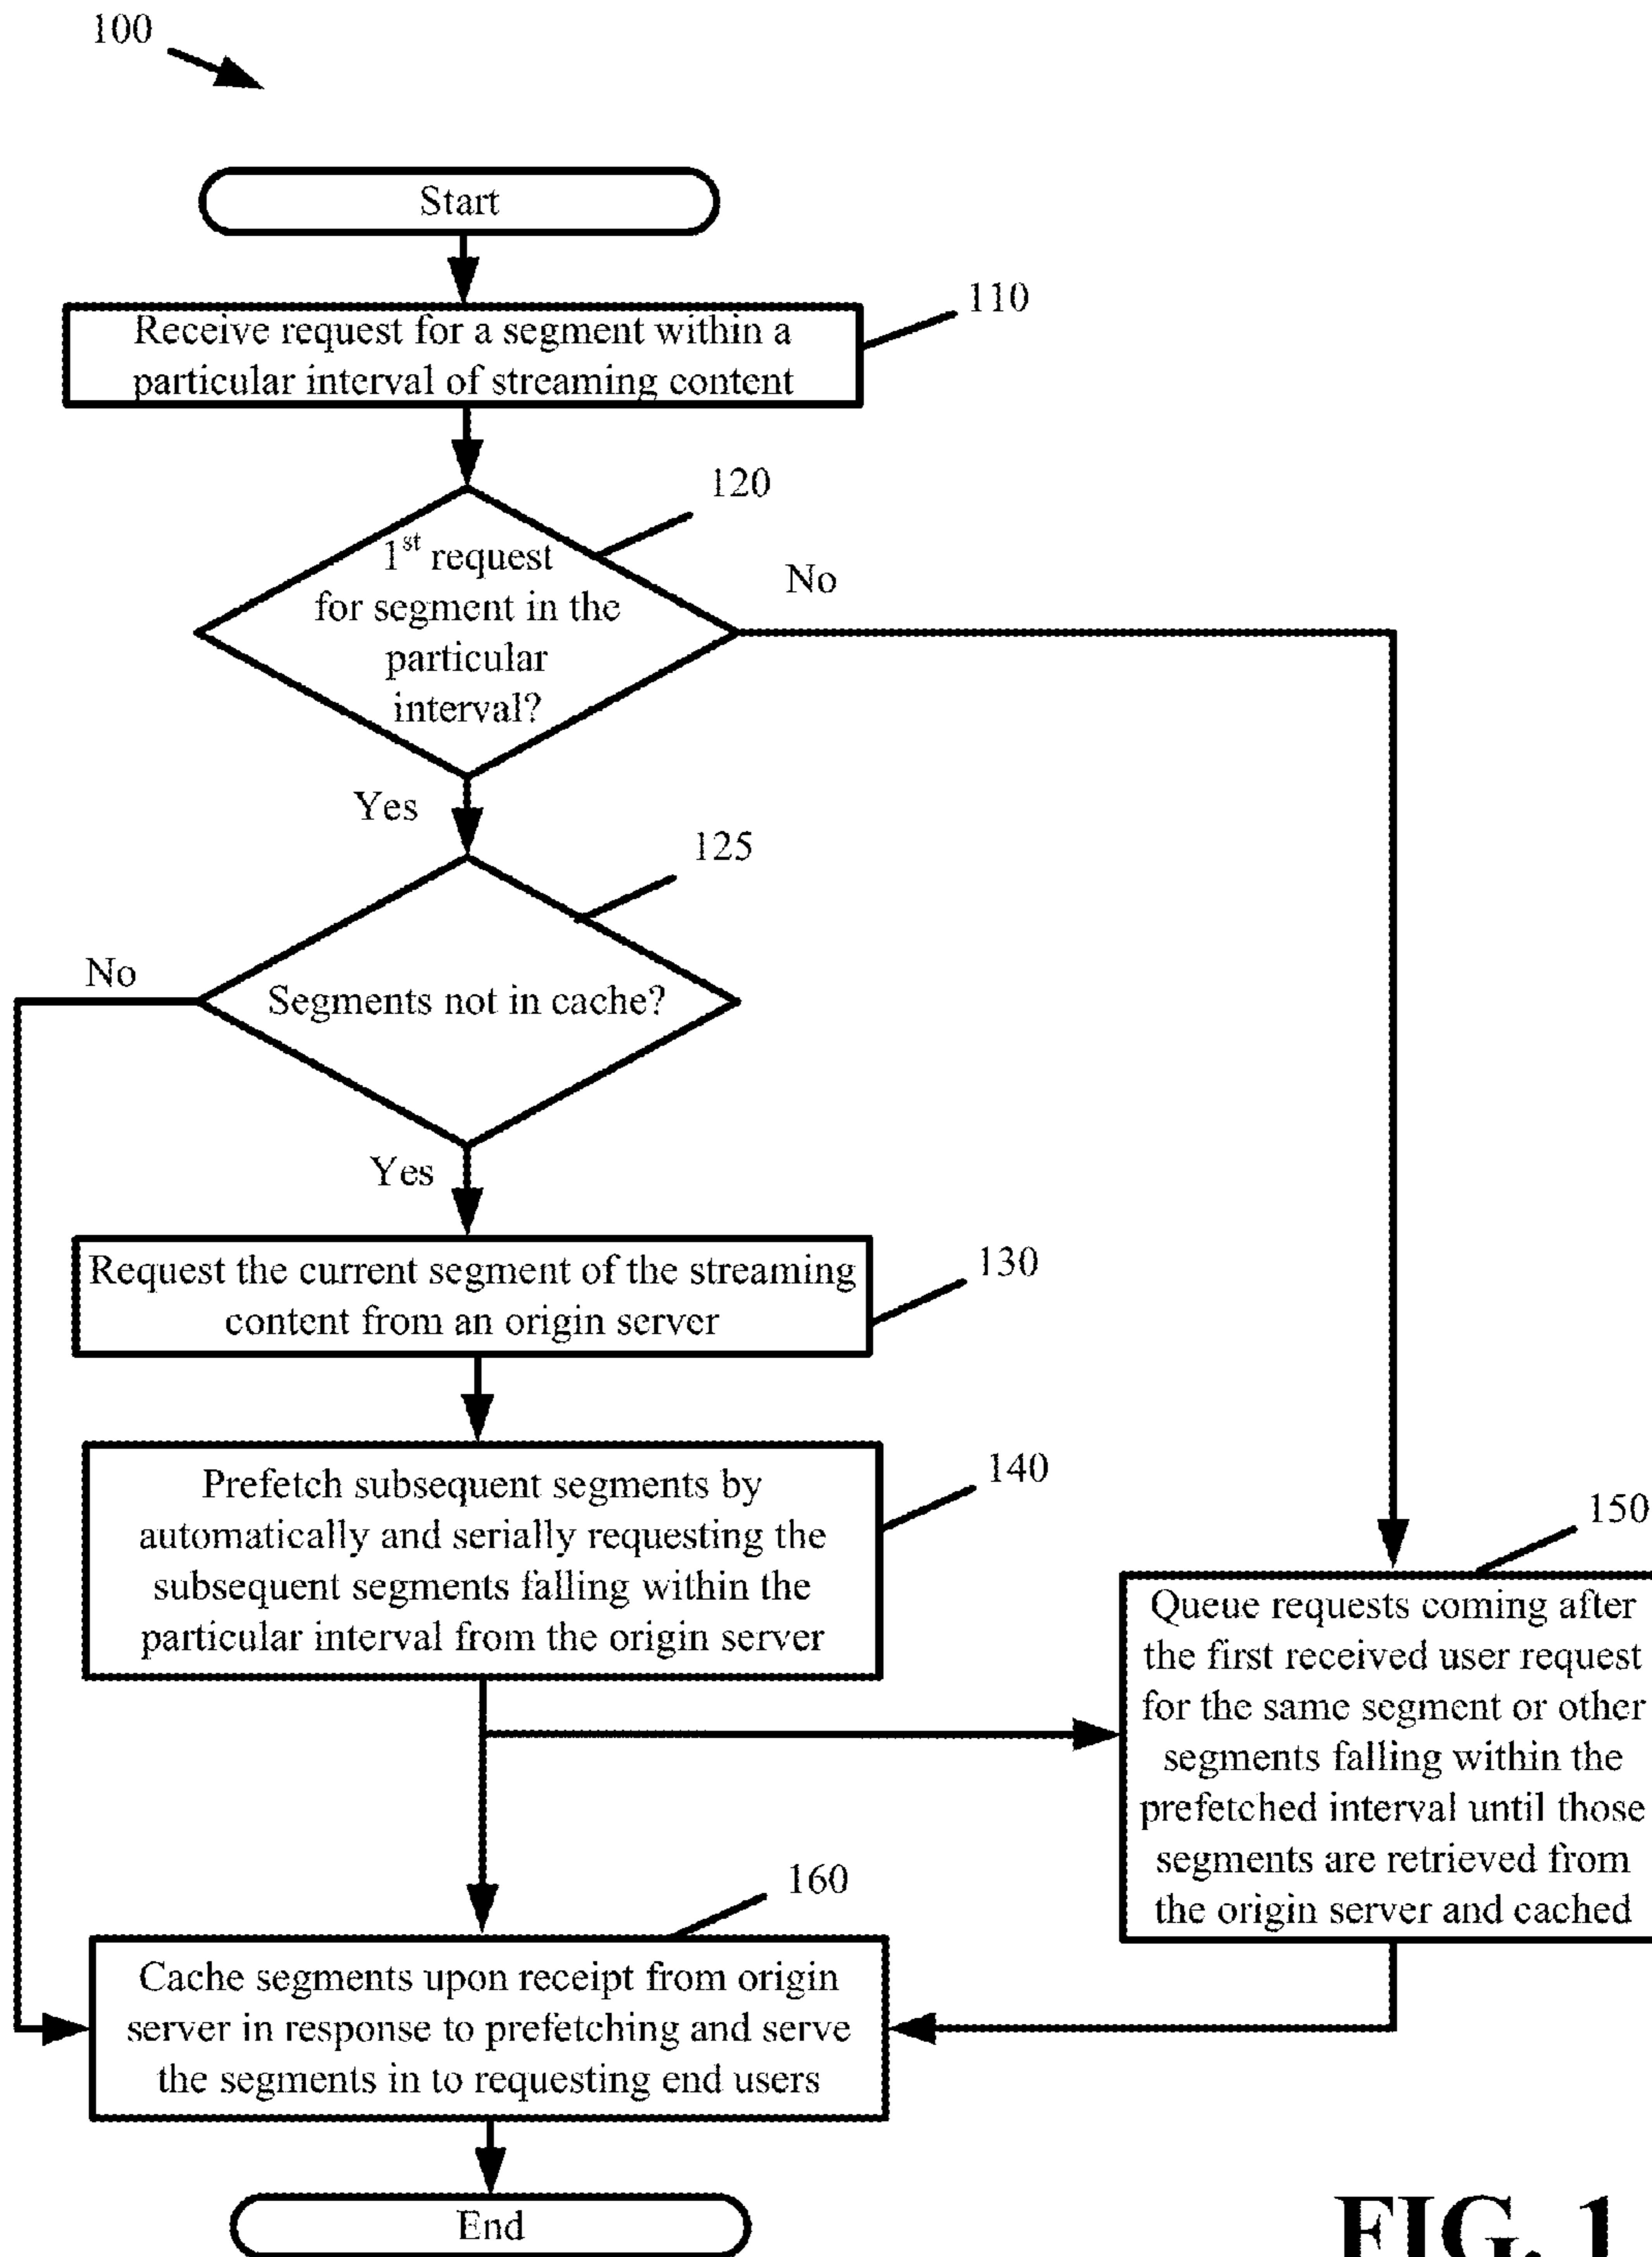 100
Start
Receive request for a segment within a
particular interval of streaming content
110
1st request
for segment in the
particular
interval?
120
No
Yes
Segments not in cache?
125
No
Yes
Request the current segment of the streaming
content from an origin server
130
Prefetch subsequent segments by
automatically and serially requesting the
subsequent segments falling within the
particular interval from the origin server
140
Queue requests coming after
the first received user request
for the same segment or other
segments falling within the
prefetched interval until those
segments are retrieved from
the origin server and cached
150
Cache segments upon receipt from origin
server in response to prefetching and serve
the segments in to requesting end users
160
End
FIG. 1